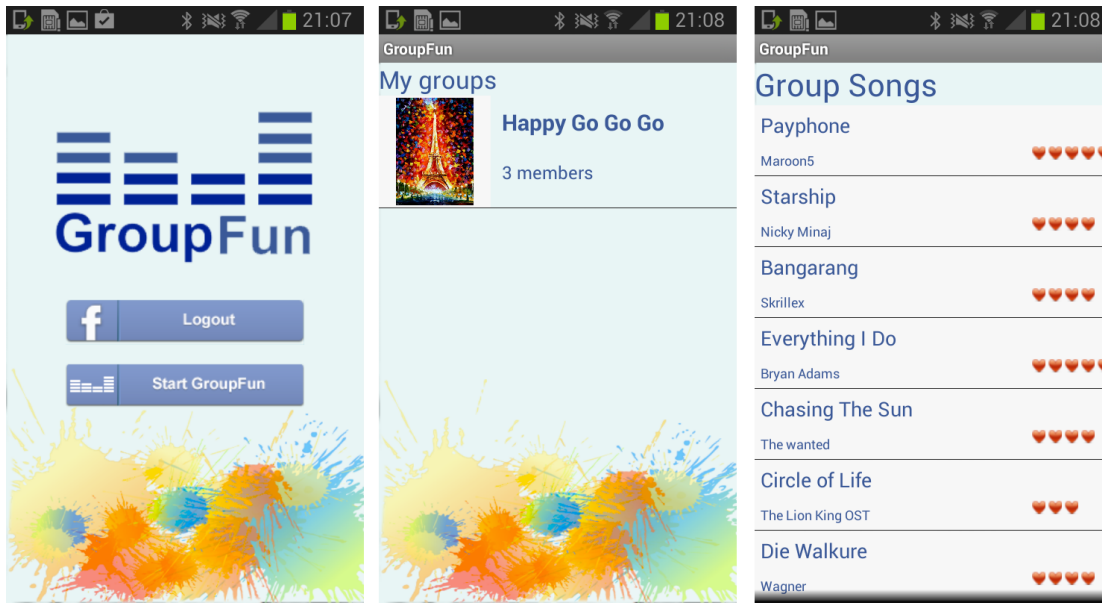 21:07
GroupFun
f Logout
Start GroupFun
21:08
GroupFun
My groups
Happy Go Go Go
3 members
21:08
GroupFun
Group Songs
Payphone
Maroon5
Starship
Nicky Minaj
Bangarang
Skrillex
Everything I Do
Bryan Adams
Chasing The Sun
The wanted
Circle of Life
The Lion King OST
Die Walkure
Wagner